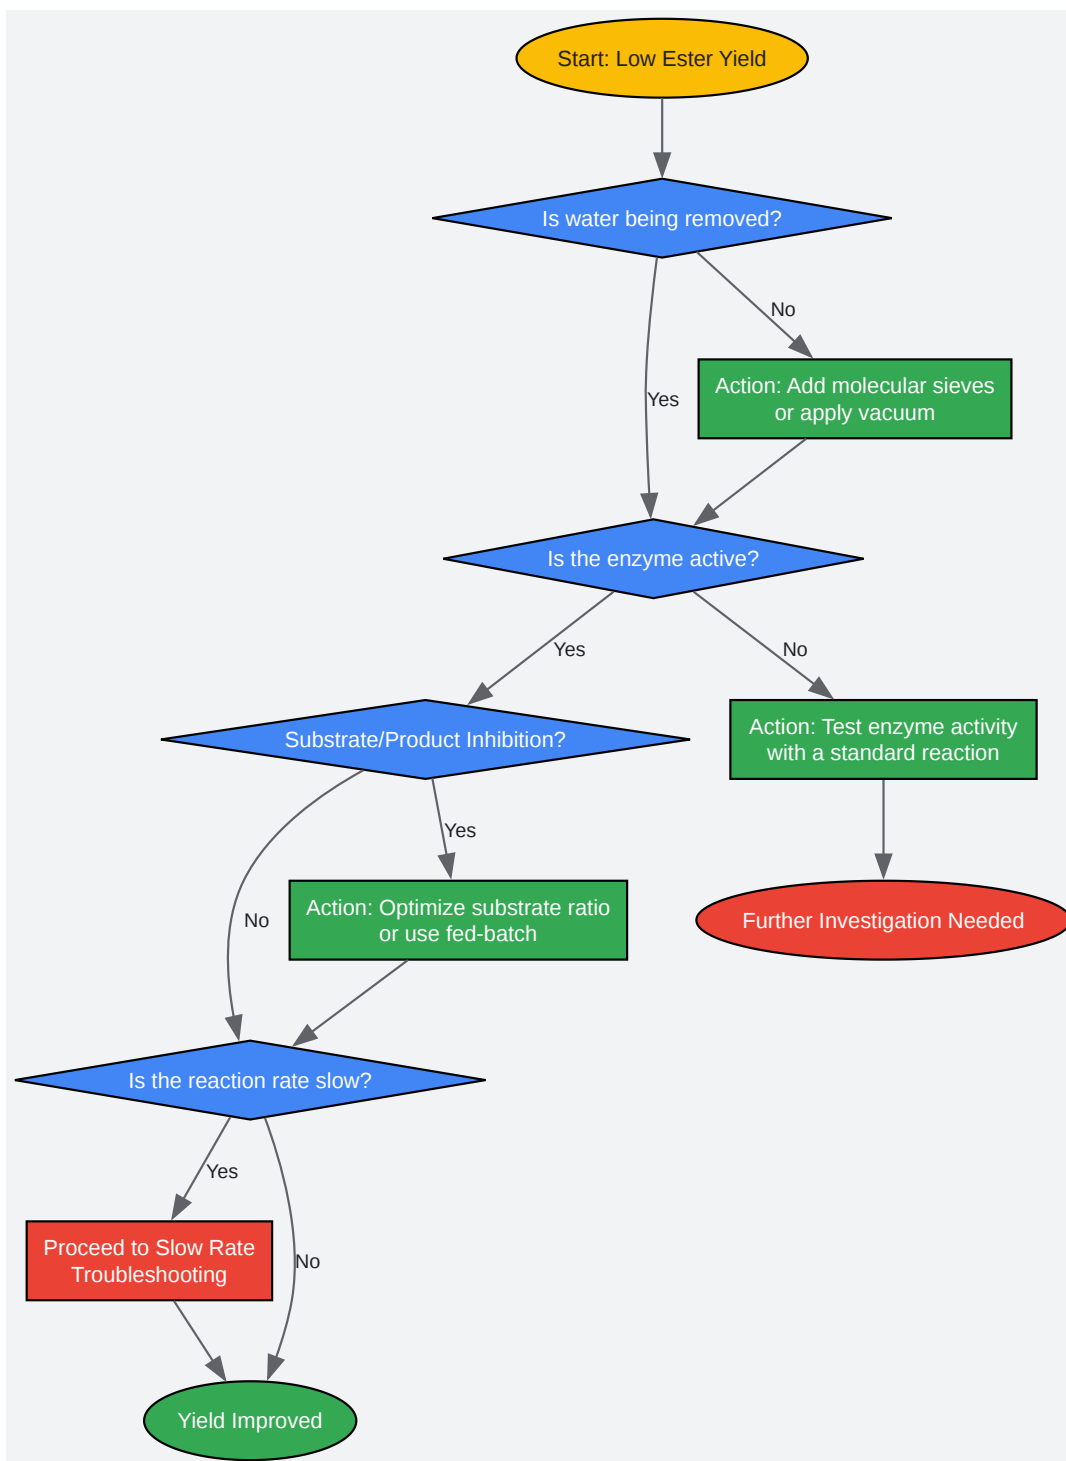 Start: Low Ester Yield
Is water being removed?
No
Action: Add molecular sieves
or apply vacuum
Yes
Is the enzyme active?
Yes
No
Substrate/Product Inhibition?
Action: Test enzyme activity
with a standard reaction
Yes
No
Action: Optimize substrate ratio
or use fed-batch
Further Investigation Needed
Is the reaction rate slow?
Yes
Proceed to Slow Rate
Troubleshooting
No
Yield Improved